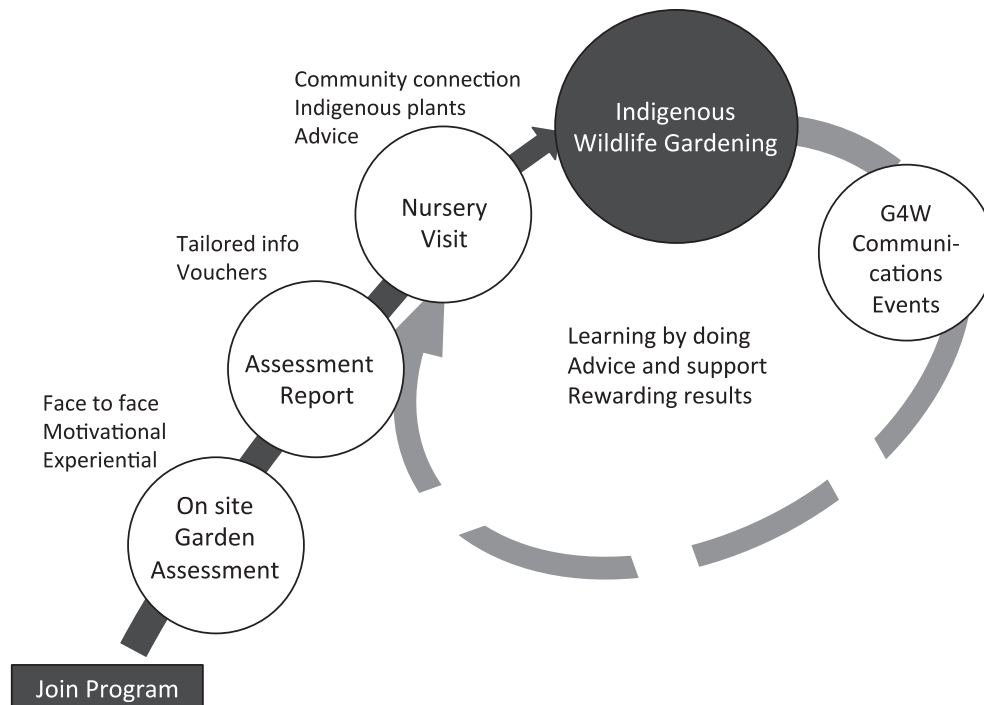 Community connection
Indigenous plants
Advice
Indigenous
Wildlife Gardening
Nursery
Visit
G4W
Communi-
cations
Events
Tailored info
Vouchers
Assessment
Report
Learning by doing
Advice and support
Rewarding results
Face to face
Motivational
Experiential
On site
Garden
Assessment
Join Program